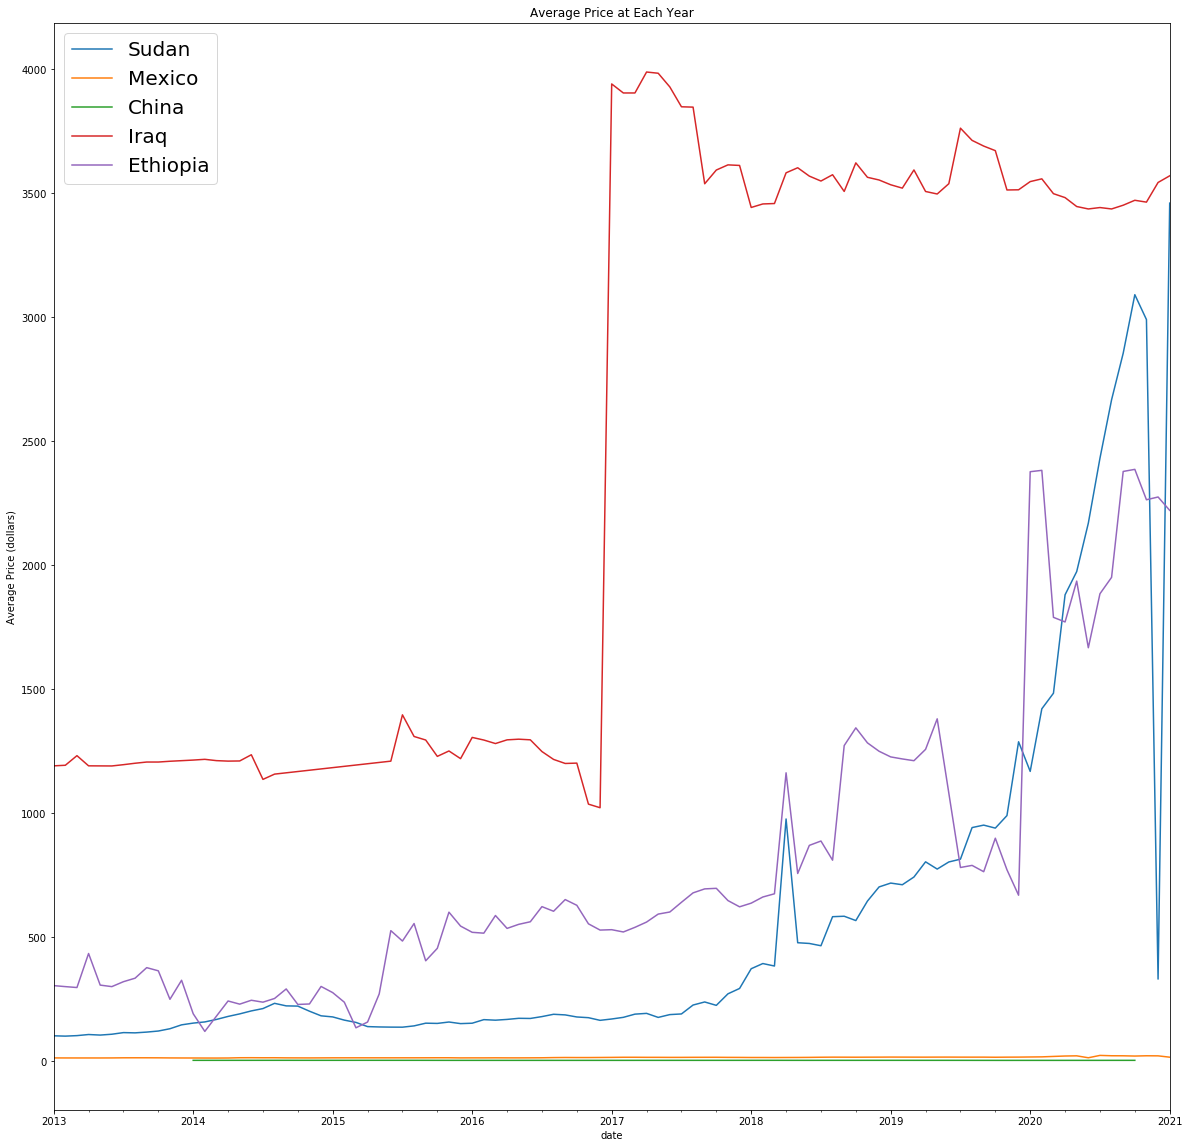 Average Price at Each Year
Sudan
Mexico
China
Iraq
Ethiopia
Average Price (dollars)
4000
3500
3000
2500
2000
1500
1000
500
0
2013 2014 2015 2016 2017 2018 2019 2020 2021
date